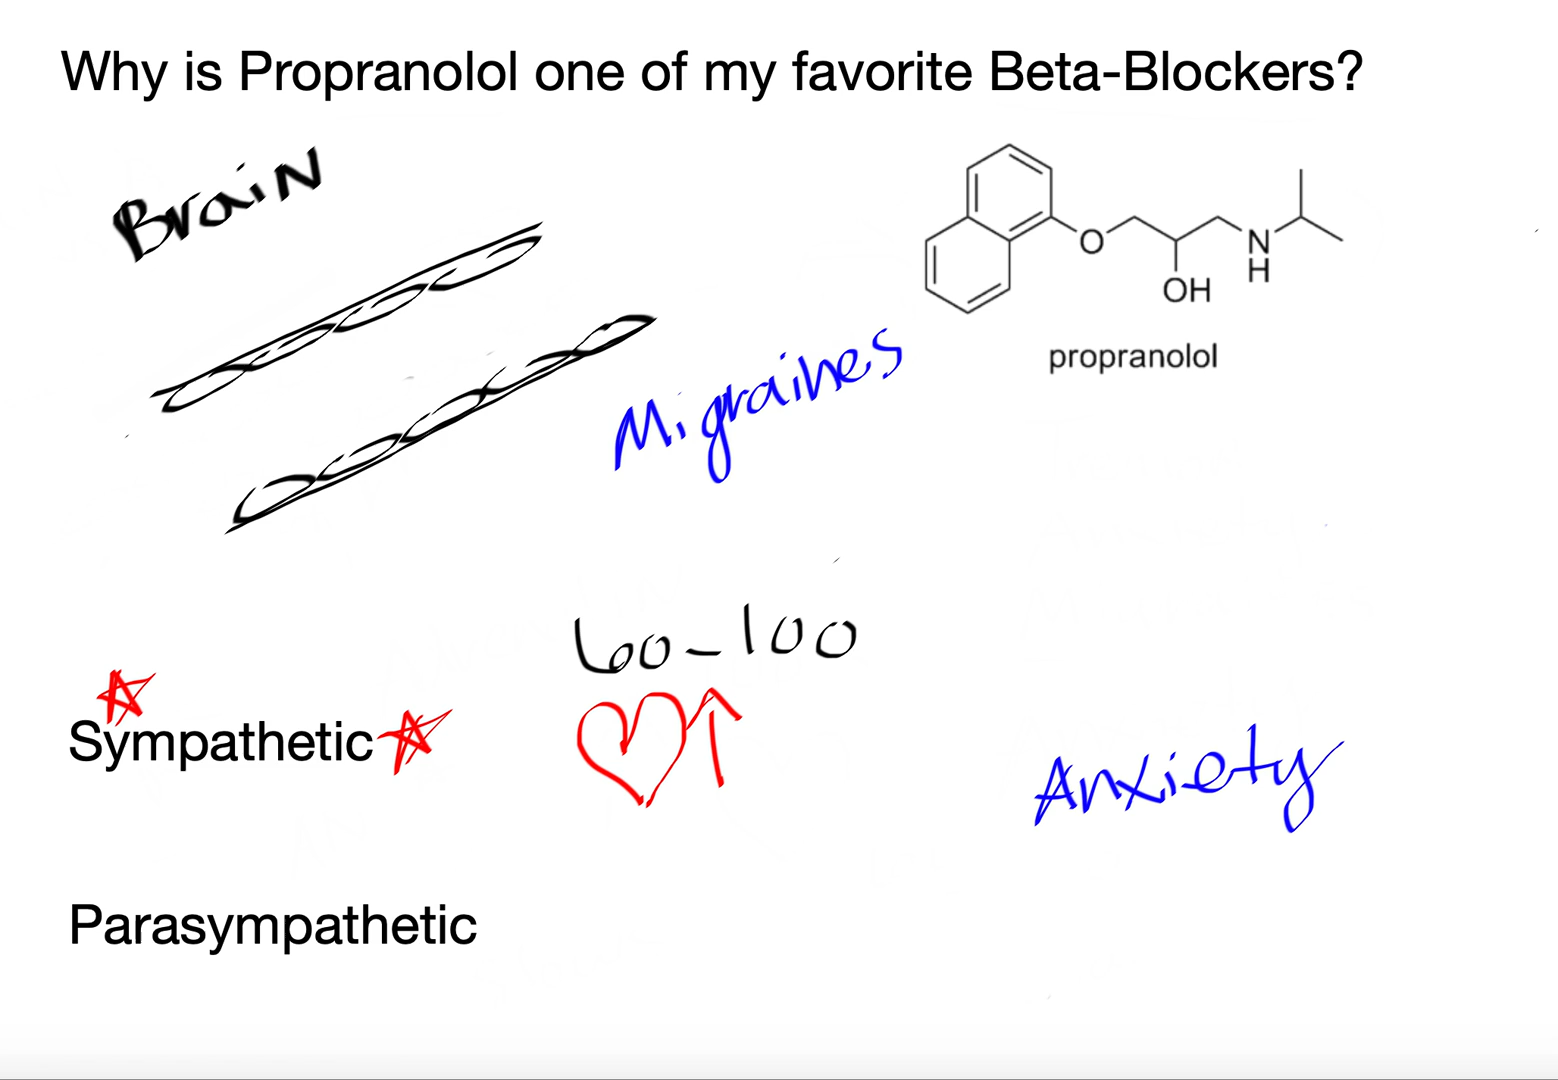 Why is Propranolol one of my favorite Beta-Blockers?
Brain
O
N
H
OH
propranolol
Migraines
60-100
Sympathetic
Anxiety
Parasympathetic